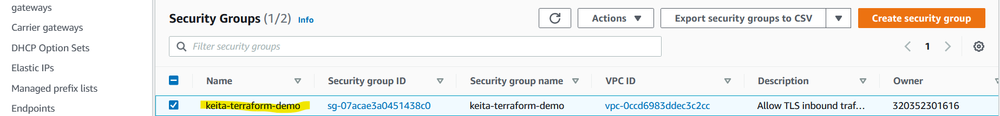 gateways
Carrier gateways
DHCP Option Sets
Elastic IPs
Managed prefix lists
Endpoints
Security Groups (1/2) Info
Actions
Export security groups to CSV
Create security group
Filter security groups
1
Name Security group ID Security group name VPC ID Description Owner
keita-terraform-demo sg-07acae3a0451438c0 keita-terraform-demo vpc-0ccd6983ddec3c2cc Allow TLS inbound traf... 320352301616